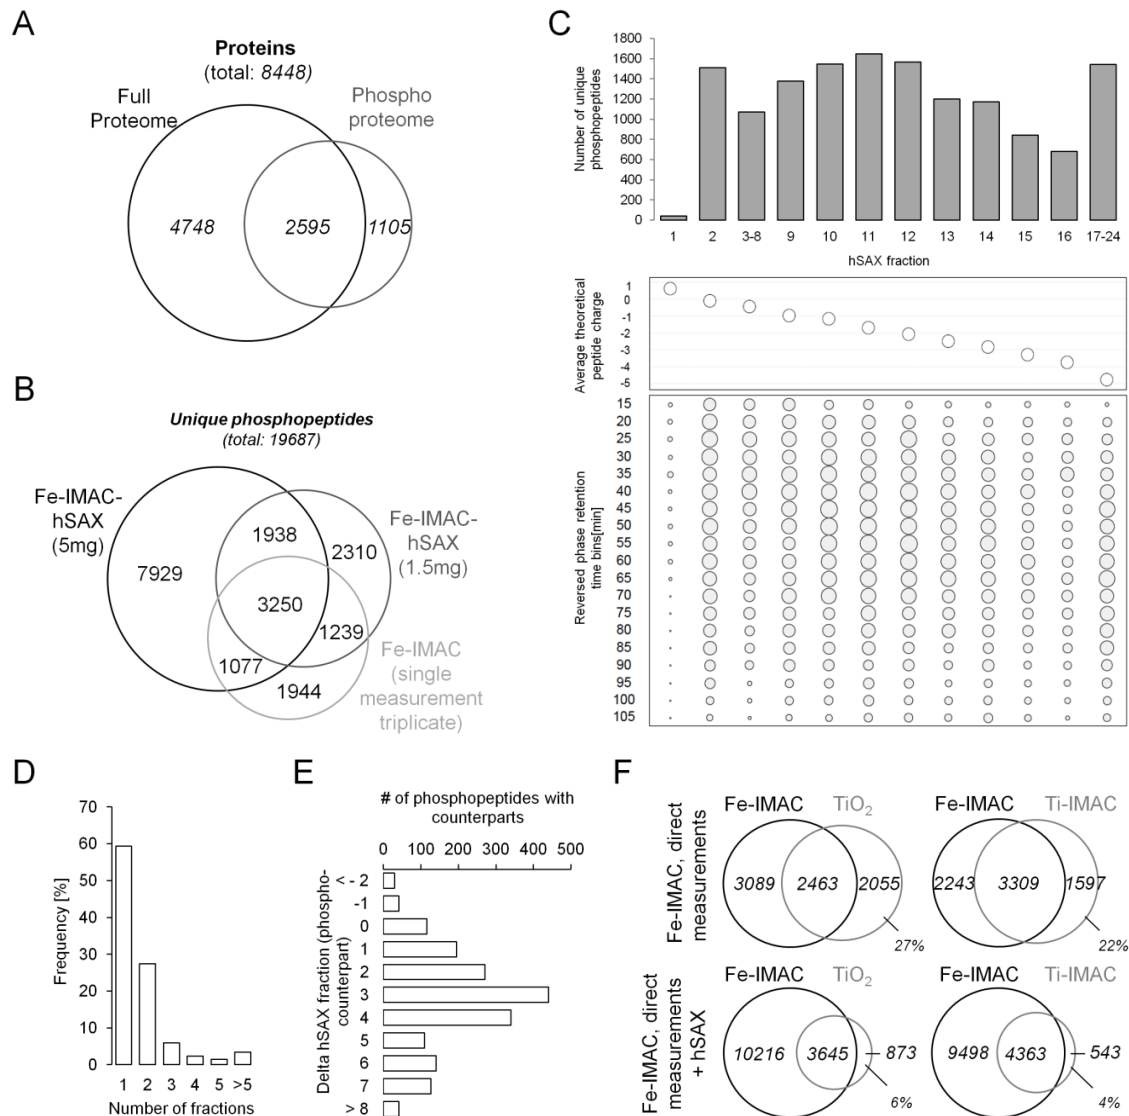 A
Proteins
(total: 8448)
Full
Proteome
Phospho
proteome
4748
2595
1105
B
Unique phosphopeptides
(total: 19687)
Fe-IMAC-
hSAX
(5mg)
Fe-IMAC-
hSAX
(1.5mg)
1938
2310
7929
3250
1239
1077
1944
Fe-IMAC
(single
measurement
triplicate)
C
Number of unique
phosphopeptides
1800
1600
1400
1200
1000
800
600
400
200
0
1 2 3-8 9 10 11 12 13 14 15 16 17-24
hSAX fraction
Average theoretical
peptide charge
1
0
-1
-2
-3
-4
-5
Reversed phase retention
time bins[min]
15
20
25
30
35
40
45
50
55
60
65
70
75
80
85
90
95
100
105
D
Frequency [%]
70
60
50
40
30
20
10
0
1 2 3 4 5 >5
Number of fractions
E
# of phosphopeptides with
counterparts
0 100 200 300 400 500
Delta hSAX fraction (phospho-
counterpart)
< - 2
-1
0
1
2
3
4
5
6
7
> 8
F
Fe-IMAC, direct
measurements
Fe-IMAC TiO2
3089 2463 2055
27%
Fe-IMAC Ti-IMAC
2243 3309 1597
22%
Fe-IMAC, direct
measurements
+ hSAX
Fe-IMAC TiO2
10216 3645 873
6%
Fe-IMAC Ti-IMAC
9498 4363 543
4%